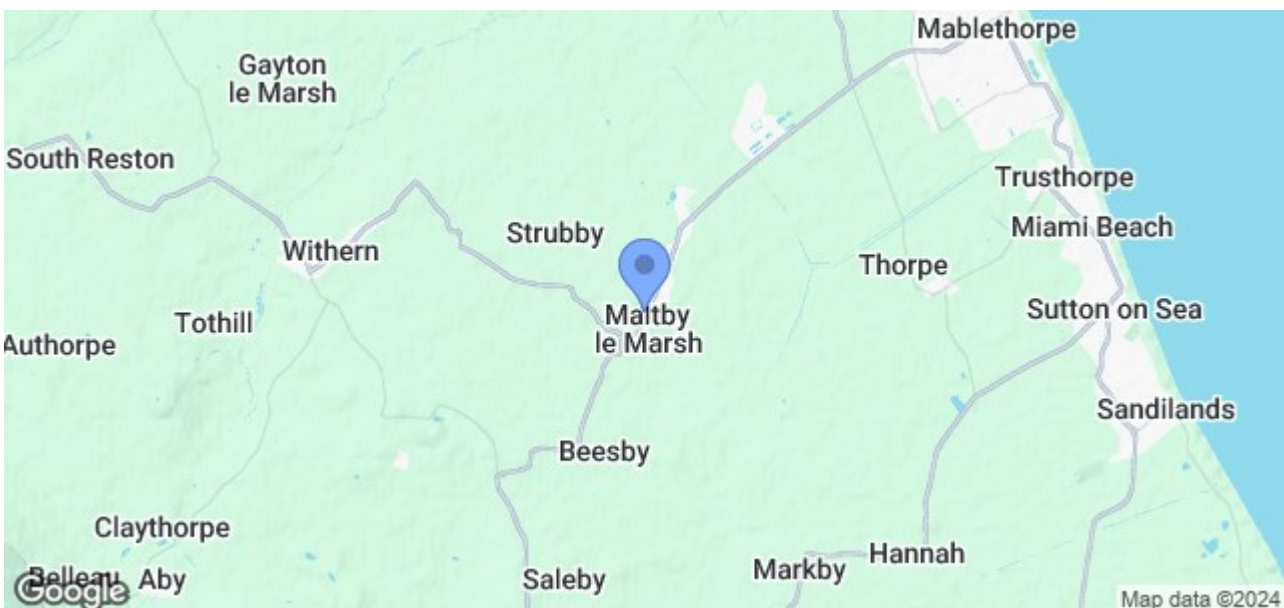 Mablethorpe
Gayton
le Marsh
South Reston
Trusthorpe
Miami Beach
Strubby
Withern
Thorpe
Sutton on Sea
Maltby
le Marsh
Tothill
Authorpe
Sandilands
Beesby
Claythorpe
Hannah
Markby
Belleau
Aby
Saleby
Google
Map data ©2024